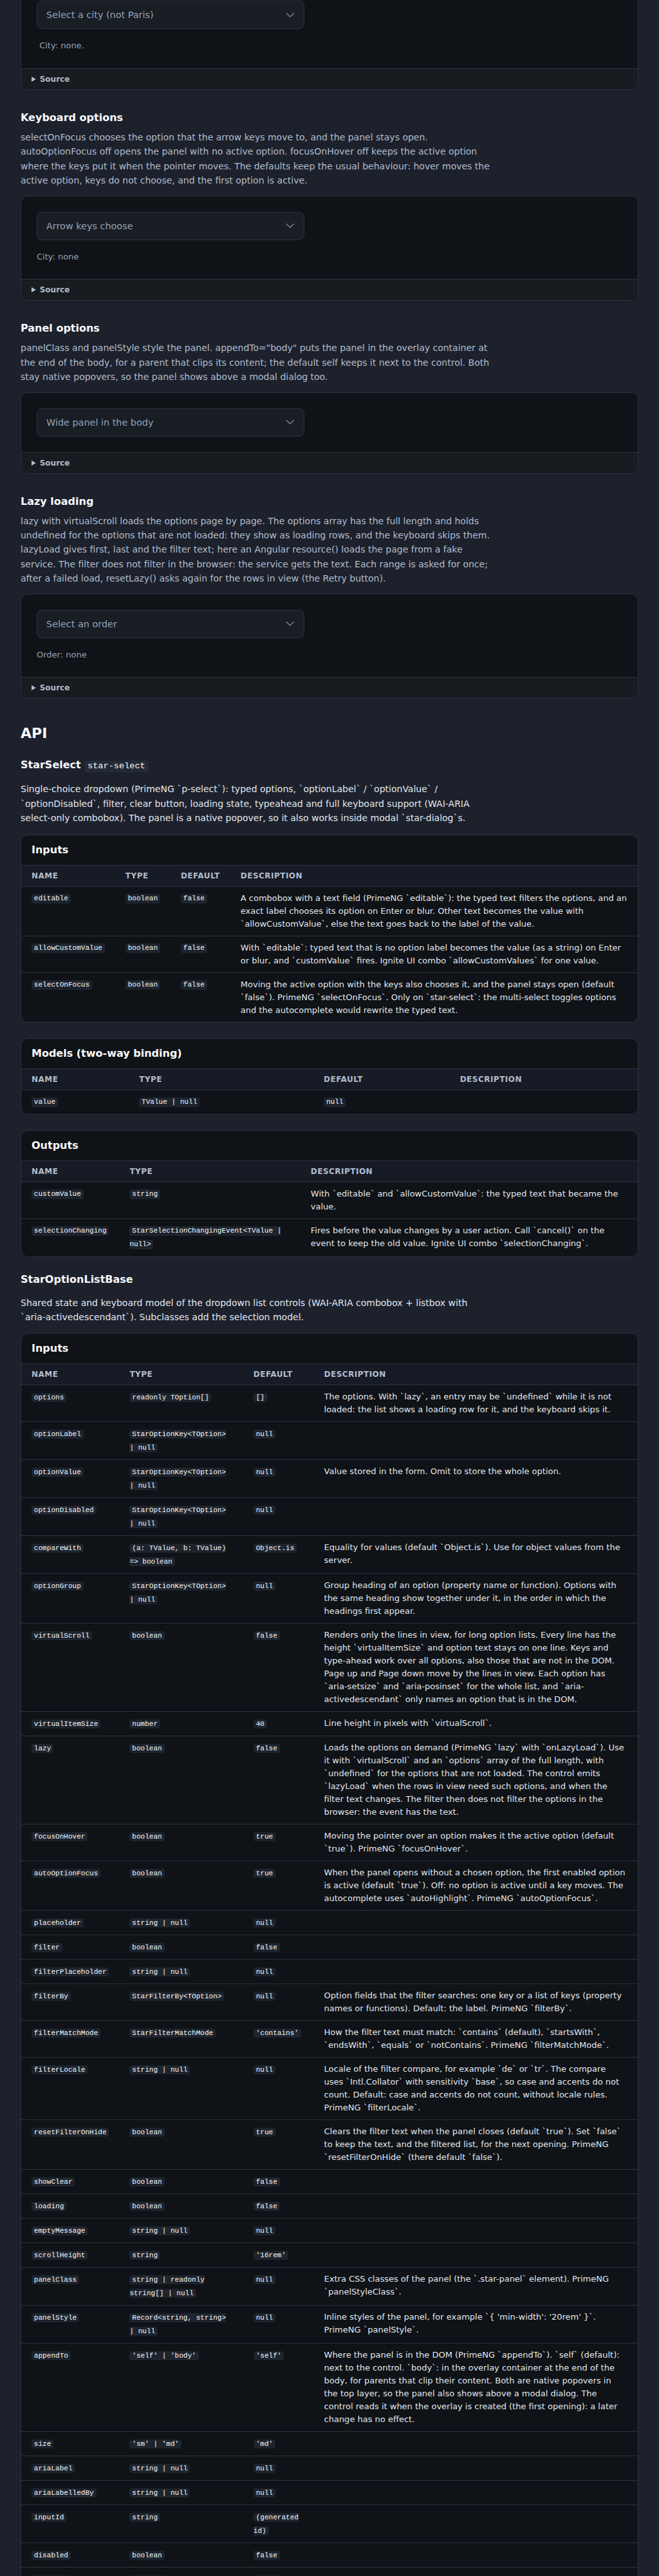 Select a city (not Paris)
City: none.
Source
Keyboard options
selectOnFocus chooses the option that the arrow keys move to, and the panel stays open.
autoOptionFocus off opens the panel with no active option. focusOnHover off keeps the active option
where the keys put it when the pointer moves. The defaults keep the usual behaviour: hover moves the
active option, keys do not choose, and the first option is active.
Arrow keys choose
City: none
Source
Panel options
panelClass and panelStyle style the panel. appendTo="body" puts the panel in the overlay container at
the end of the body, for a parent that clips its content; the default self keeps it next to the control. Both
stay native popovers, so the panel shows above a modal dialog too.
Wide panel in the body
Source
Lazy loading
lazy with virtualScroll loads the options page by page. The options array has the full length and holds
undefined for the options that are not loaded: they show as loading rows, and the keyboard skips them.
lazyLoad gives first, last and the filter text; here an Angular resource() loads the page from a fake
service. The filter does not filter in the browser: the service gets the text. Each range is asked for once;
after a failed load, resetLazy() asks again for the rows in view (the Retry button).
Select an order
Order: none
Source
API
StarSelect star-select
Single-choice dropdown (PrimeNG `p-select`): typed options, `optionLabel` / `optionValue` /
`optionDisabled`, filter, clear button, loading state, typeahead and full keyboard support (WAI-ARIA
select-only combobox). The panel is a native popover, so it also works inside modal `star-dialog`s.
Inputs
NAME TYPE DEFAULT DESCRIPTION
editable boolean false A combobox with a text field (PrimeNG `editable`): the typed text filters the options, and an
exact label chooses its option on Enter or blur. Other text becomes the value with
`allowCustomValue`, else the text goes back to the label of the value.
allowCustomValue boolean false With `editable`: typed text that is no option label becomes the value (as a string) on Enter
or blur, and `customValue` fires. Ignite UI combo `allowCustomValues` for one value.
selectOnFocus boolean false Moving the active option with the keys also chooses it, and the panel stays open (default
`false`). PrimeNG `selectOnFocus`. Only on `star-select`: the multi-select toggles options
and the autocomplete would rewrite the typed text.
Models (two-way binding)
NAME TYPE DEFAULT DESCRIPTION
value TValue | null null
Outputs
NAME TYPE DESCRIPTION
customValue string With `editable` and `allowCustomValue`: the typed text that became the
value.
selectionChanging StarSelectionChangingEvent<TValue | Fires before the value changes by a user action. Call `cancel()` on the
null> event to keep the old value. Ignite UI combo `selectionChanging`.
StarOptionListBase
Shared state and keyboard model of the dropdown list controls (WAI-ARIA combobox + listbox with
`aria-activedescendant`). Subclasses add the selection model.
Inputs
NAME TYPE DEFAULT DESCRIPTION
options readonly TOption[] [] The options. With `lazy`, an entry may be `undefined` while it is not
loaded: the list shows a loading row for it, and the keyboard skips it.
optionLabel StarOptionKey<TOption> null
| null
optionValue StarOptionKey<TOption> null Value stored in the form. Omit to store the whole option.
| null
optionDisabled StarOptionKey<TOption> null
| null
compareWith (a: TValue, b: TValue) Object.is Equality for values (default `Object.is`). Use for object values from the
=> boolean server.
optionGroup StarOptionKey<TOption> null Group heading of an option (property name or function). Options with
| null the same heading show together under it, in the order in which the
headings first appear.
virtualScroll boolean false Renders only the lines in view, for long option lists. Every line has the
height `virtualItemSize` and option text stays on one line. Keys and
type-ahead work over all options, also those that are not in the DOM.
Page up and Page down move by the lines in view. Each option has
`aria-setsize` and `aria-posinset` for the whole list, and `aria-
activedescendant` only names an option that is in the DOM.
virtualItemSize number 40 Line height in pixels with `virtualScroll`.
lazy boolean false Loads the options on demand (PrimeNG `lazy` with `onLazyLoad`). Use
it with `virtualScroll` and an `options` array of the full length, with
`undefined` for the options that are not loaded. The control emits
`lazyLoad` when the rows in view need such options, and when the
filter text changes. The filter then does not filter the options in the
browser: the event has the text.
focusOnHover boolean true Moving the pointer over an option makes it the active option (default
`true`). PrimeNG `focusOnHover`.
autoOptionFocus boolean true When the panel opens without a chosen option, the first enabled option
is active (default `true`). Off: no option is active until a key moves. The
autocomplete uses `autoHighlight`. PrimeNG `autoOptionFocus`.
placeholder string | null null
filter boolean false
filterPlaceholder string | null null
filterBy StarFilterBy<TOption> null Option fields that the filter searches: one key or a list of keys (property
names or functions). Default: the label. PrimeNG `filterBy`.
filterMatchMode StarFilterMatchMode 'contains' How the filter text must match: `contains` (default), `startsWith`,
`endsWith`, `equals` or `notContains`. PrimeNG `filterMatchMode`.
filterLocale string | null null Locale of the filter compare, for example `de` or `tr`. The compare
uses `Intl.Collator` with sensitivity `base`, so case and accents do not
count. Default: case and accents do not count, without locale rules.
PrimeNG `filterLocale`.
resetFilterOnHide boolean true Clears the filter text when the panel closes (default `true`). Set `false`
to keep the text, and the filtered list, for the next opening. PrimeNG
`resetFilterOnHide` (there default `false`).
showClear boolean false
loading boolean false
emptyMessage string | null null
scrollHeight string '16rem'
panelClass string | readonly null Extra CSS classes of the panel (the `.star-panel` element). PrimeNG
string[] | null `panelStyleClass`.
panelStyle Record<string, string> null Inline styles of the panel, for example `{ 'min-width': '20rem' }`.
| null PrimeNG `panelStyle`.
appendTo 'self' | 'body' 'self' Where the panel is in the DOM (PrimeNG `appendTo`). `self` (default):
next to the control. `body`: in the overlay container at the end of the
body, for parents that clip their content. Both are native popovers in
the top layer, so the panel also shows above a modal dialog. The
control reads it when the overlay is created (the first opening): a later
change has no effect.
size 'sm' | 'md' 'md'
ariaLabel string | null null
ariaLabelledBy string | null null
inputId string (generated
id)
disabled boolean false